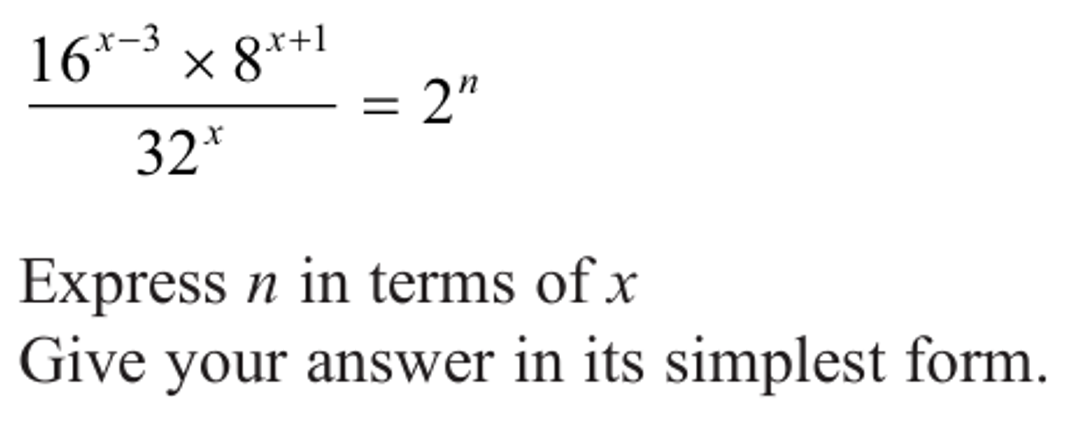 16^{x−3} × 8^{x+1} / 32^x = 2^n
Express n in terms of x
Give your answer in its simplest form.